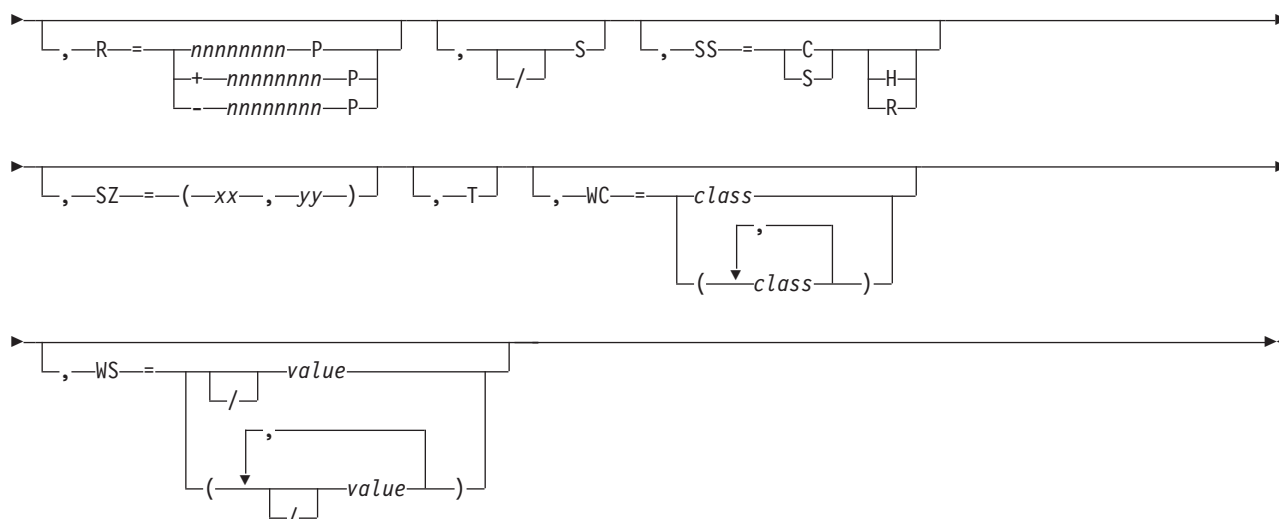 , R= nnnnnnnn P , / S , SS = C H
+ nnnnnnnn P S R
- nnnnnnnn P
, SZ = ( xx , yy ) , T , WC = class
,
( class )
, WS = / value
,
( / value )